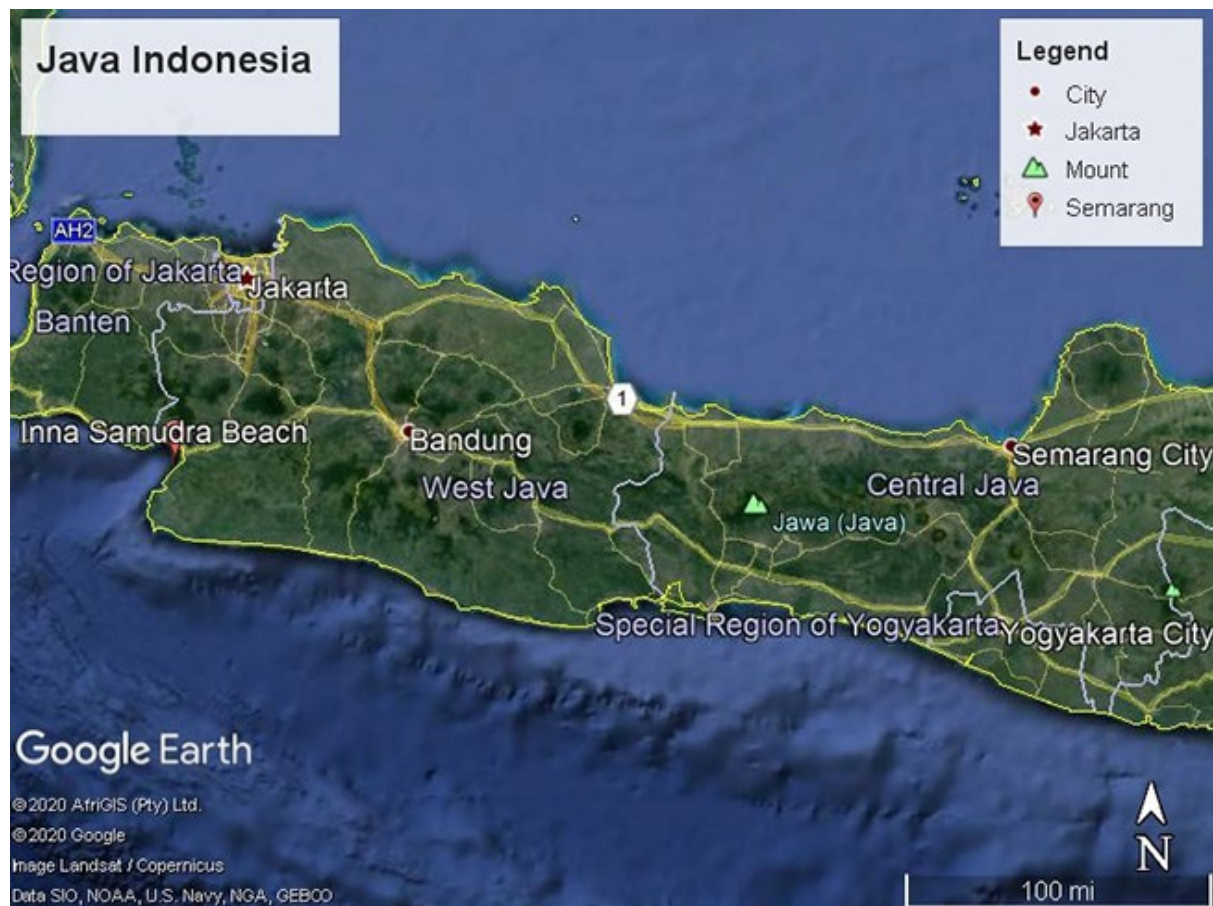 Java Indonesia
Legend
City
Jakarta
Mount
Semarang
AH2
Region of Jakarta
Jakarta
Banten
1
Inna Samudra Beach
Bandung
Semarang City
West Java
Central Java
Jawa (Java)
Special Region of Yogyakarta
Yogyakarta City
Google Earth
©2020 AfriGIS (Pty) Ltd.
©2020 Google
Image Landsat / Copernicus
Data SIO, NOAA, U.S. Navy, NGA, GEBCO
N
100 mi